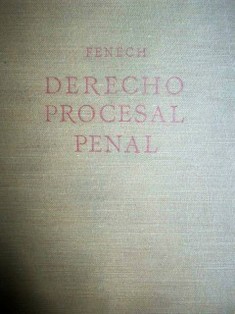 FENECH
DERECHO
PROCESAL
PENAL